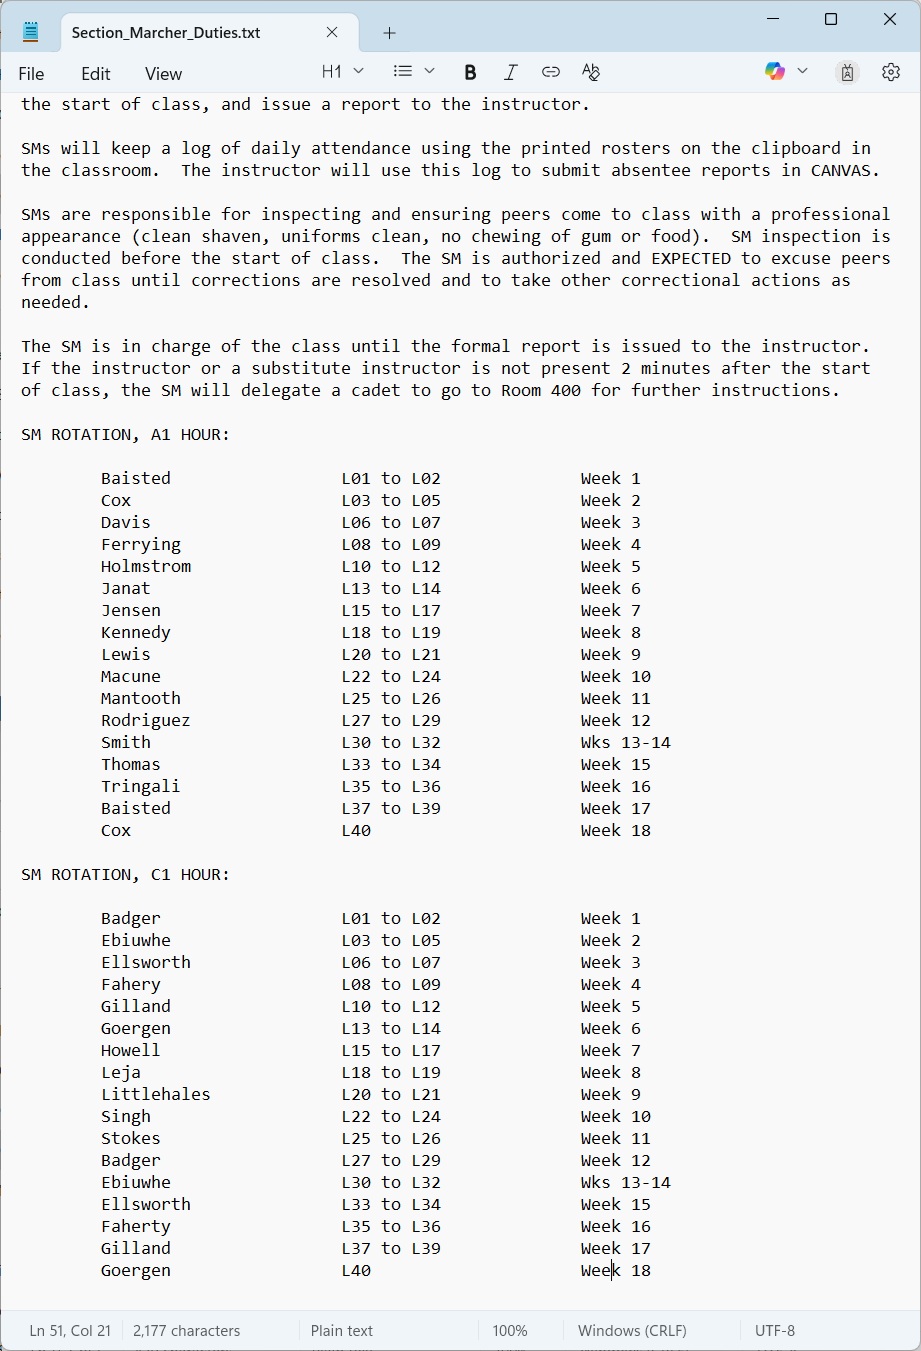 Section_Marcher_Duties.txt
File Edit View H1 B I
the start of class, and issue a report to the instructor.
SMs will keep a log of daily attendance using the printed rosters on the clipboard in
the classroom.  The instructor will use this log to submit absentee reports in CANVAS.
SMs are responsible for inspecting and ensuring peers come to class with a professional
appearance (clean shaven, uniforms clean, no chewing of gum or food).  SM inspection is
conducted before the start of class.  The SM is authorized and EXPECTED to excuse peers
from class until corrections are resolved and to take other correctional actions as
needed.
The SM is in charge of the class until the formal report is issued to the instructor.
If the instructor or a substitute instructor is not present 2 minutes after the start
of class, the SM will delegate a cadet to go to Room 400 for further instructions.
SM ROTATION, A1 HOUR:
Baisted L01 to L02 Week 1
Cox L03 to L05 Week 2
Davis L06 to L07 Week 3
Ferrying L08 to L09 Week 4
Holmstrom L10 to L12 Week 5
Janat L13 to L14 Week 6
Jensen L15 to L17 Week 7
Kennedy L18 to L19 Week 8
Lewis L20 to L21 Week 9
Macune L22 to L24 Week 10
Mantooth L25 to L26 Week 11
Rodriguez L27 to L29 Week 12
Smith L30 to L32 Wks 13-14
Thomas L33 to L34 Week 15
Tringali L35 to L36 Week 16
Baisted L37 to L39 Week 17
Cox L40 Week 18
SM ROTATION, C1 HOUR:
Badger L01 to L02 Week 1
Ebiuwhe L03 to L05 Week 2
Ellsworth L06 to L07 Week 3
Fahery L08 to L09 Week 4
Gilland L10 to L12 Week 5
Goergen L13 to L14 Week 6
Howell L15 to L17 Week 7
Leja L18 to L19 Week 8
Littlehales L20 to L21 Week 9
Singh L22 to L24 Week 10
Stokes L25 to L26 Week 11
Badger L27 to L29 Week 12
Ebiuwhe L30 to L32 Wks 13-14
Ellsworth L33 to L34 Week 15
Faherty L35 to L36 Week 16
Gilland L37 to L39 Week 17
Goergen L40 Week 18
Ln 51, Col 21 2,177 characters Plain text 100% Windows (CRLF) UTF-8